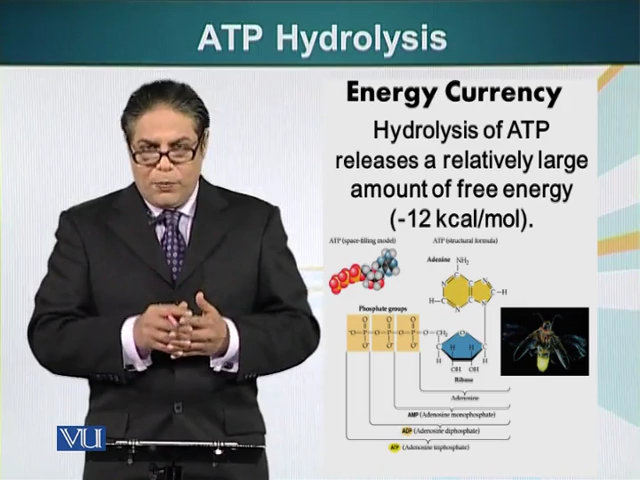 ATP Hydrolysis
Energy Currency
Hydrolysis of ATP
releases a relatively large
amount of free energy
(-12 kcal/mol).
ATP (space-filling model)
ATP (structural formula)
Adenine
NH₂
Phosphate groups
Ribose
Adenosine
AMP (Adenosine monophosphate)
ADP (Adenosine diphosphate)
ATP (Adenosine triphosphate)
VU